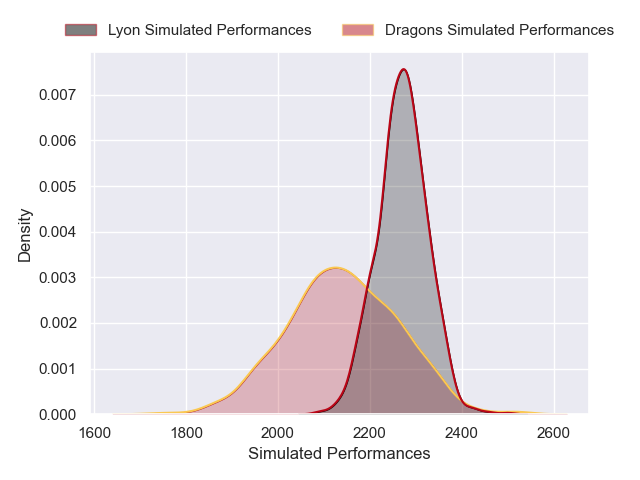 Lyon Simulated Performances
Dragons Simulated Performances
0.007
0.006
0.005
0.004
0.003
0.002
0.001
0.000
Density
1600 1800 2000 2200 2400 2600
Simulated Performances